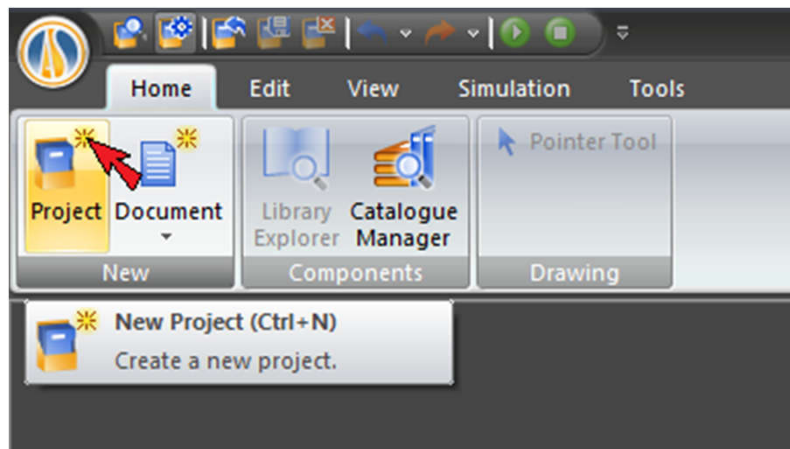 Home Edit View Simulation Tools
Project Document Library Explorer Catalogue Manager Pointer Tool
New Components Drawing
New Project (Ctrl+N)
Create a new project.